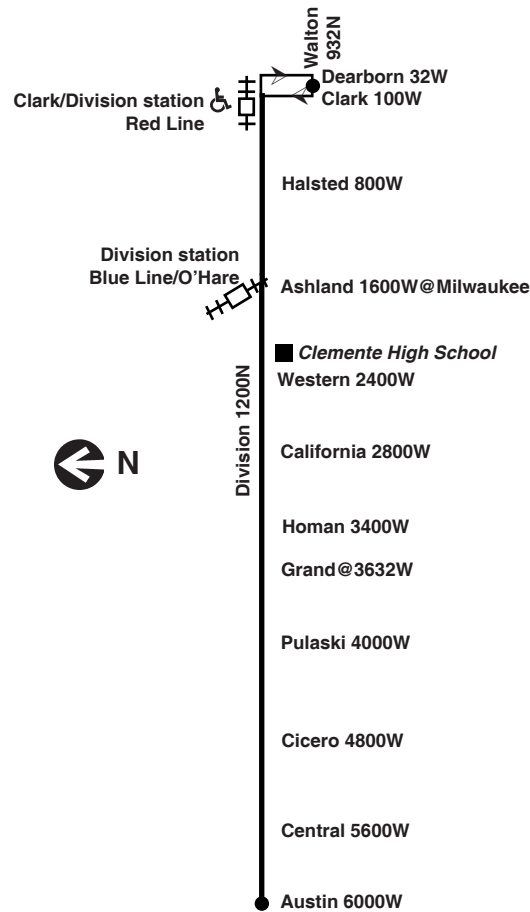 Walton
932N
Dearborn 32W
Clark 100W
Clark/Division station
Red Line
Halsted 800W
Division station
Blue Line/O'Hare
Ashland 1600W@Milwaukee
Clemente High School
Western 2400W
Division 1200N
California 2800W
N
Homan 3400W
Grand@3632W
Pulaski 4000W
Cicero 4800W
Central 5600W
Austin 6000W